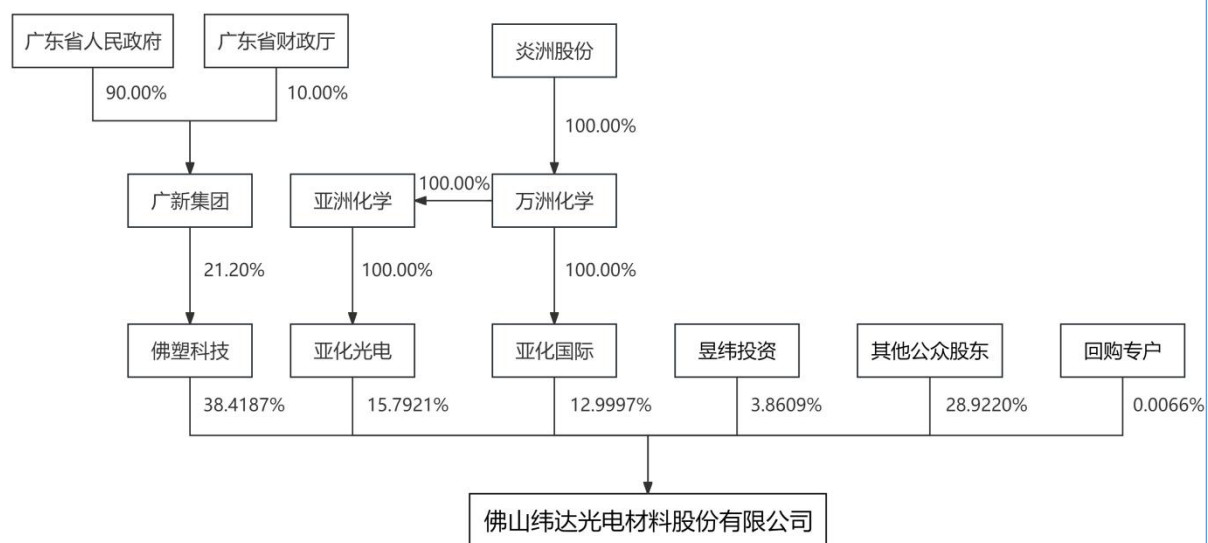 广东省人民政府
广东省财政厅
炎洲股份
90.00%
10.00%
100.00%
广新集团
亚洲化学
100.00%
万洲化学
21.20%
100.00%
100.00%
佛塑科技
亚化光电
亚化国际
昱纬投资
其他公众股东
回购专户
38.4187%
15.7921%
12.9997%
3.8609%
28.9220%
0.0066%
佛山纬达光电材料股份有限公司